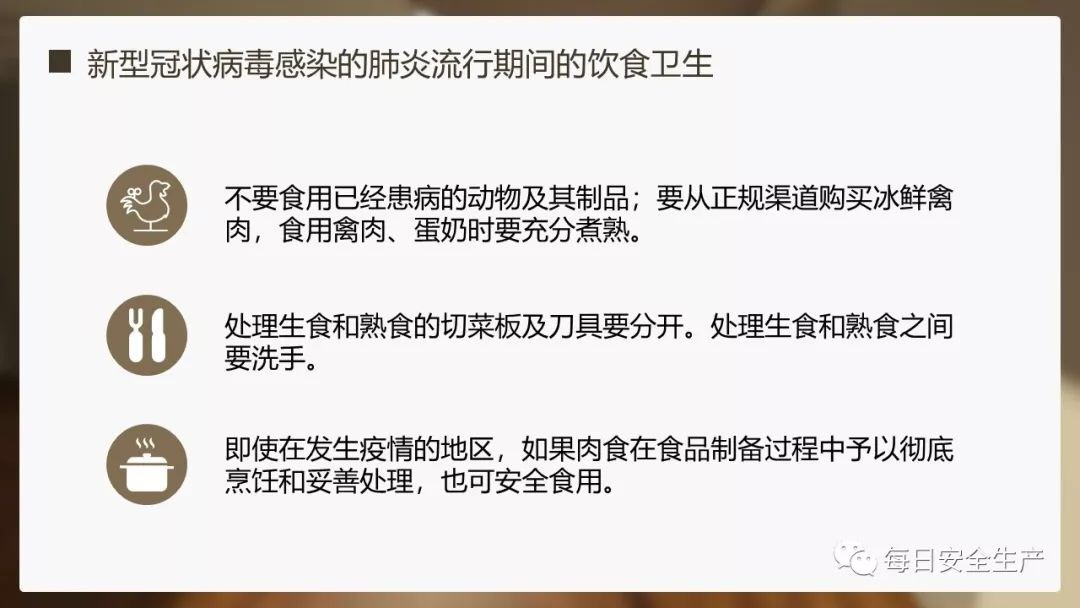 新型冠状病毒感染的肺炎流行期间的饮食卫生
不要食用已经患病的动物及其制品；要从正规渠道购买冰鲜禽
肉，食用禽肉、蛋奶时要充分煮熟。
处理生食和熟食的切菜板及刀具要分开。处理生食和熟食之间
要洗手。
即使在发生疫情的地区，如果肉食在食品制备过程中予以彻底
烹饪和妥善处理，也可安全食用。
每日安全生产